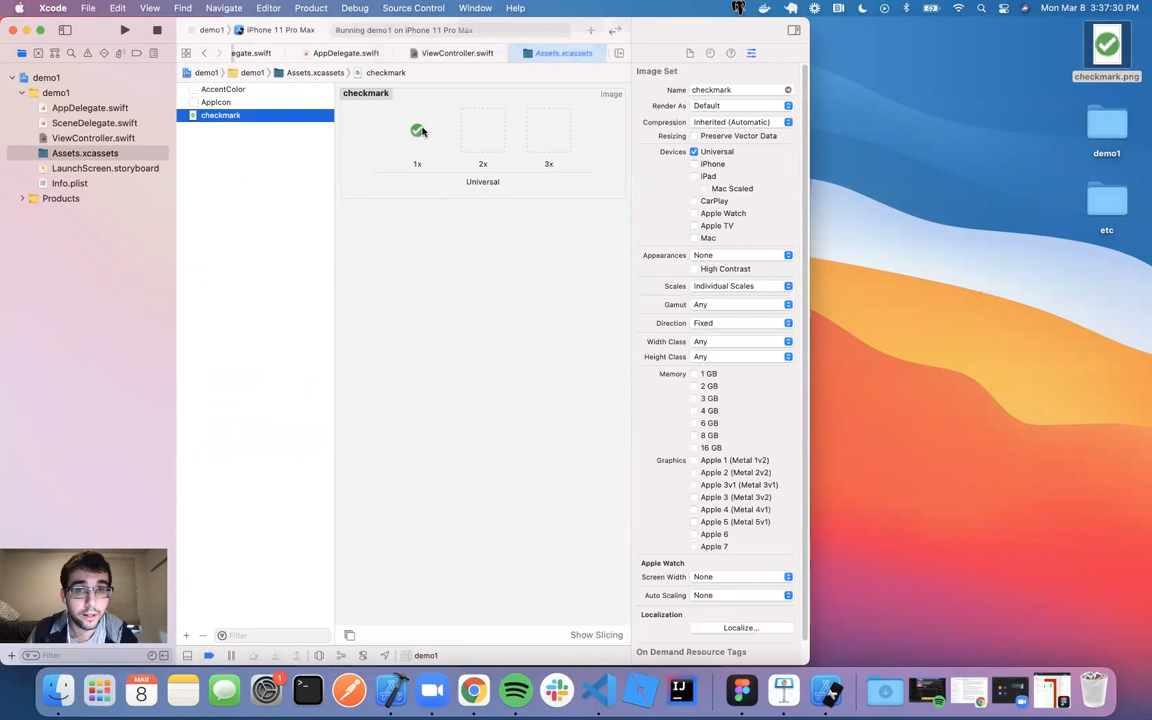 Xcode File Edit View Find Navigate Editor Product Debug Source Control Window Help Mon Mar 8 3:37:30 PM
demo1 iPhone 11 Pro Max Running demo1 on iPhone 11 Pro Max
egate.swift AppDelegate.swift ViewController.swift Assets.xcassets
demo1 demo1 Assets.xcassets checkmark
demo1
demo1
AppDelegate.swift
SceneDelegate.swift
ViewController.swift
Assets.xcassets
LaunchScreen.storyboard
Info.plist
Products
Filter
AccentColor
AppIcon
checkmark
Filter
checkmark
Image
1x 2x 3x
Universal
Show Slicing
demo1
Image Set
Name checkmark
Render As Default
Compression Inherited (Automatic)
Resizing Preserve Vector Data
Devices Universal
iPhone
iPad
Mac Scaled
CarPlay
Apple Watch
Apple TV
Mac
Appearances None
High Contrast
Scales Individual Scales
Gamut Any
Direction Fixed
Width Class Any
Height Class Any
Memory 1 GB
2 GB
3 GB
4 GB
6 GB
8 GB
16 GB
Graphics Apple 1 (Metal 1v2)
Apple 2 (Metal 2v2)
Apple 3v1 (Metal 3v1)
Apple 3 (Metal 3v2)
Apple 4 (Metal 4v1)
Apple 5 (Metal 5v1)
Apple 6
Apple 7
Apple Watch
Screen Width None
Auto Scaling None
Localization
Localize...
On Demand Resource Tags
checkmark.png
demo1
etc
MAR
8
1
IJ